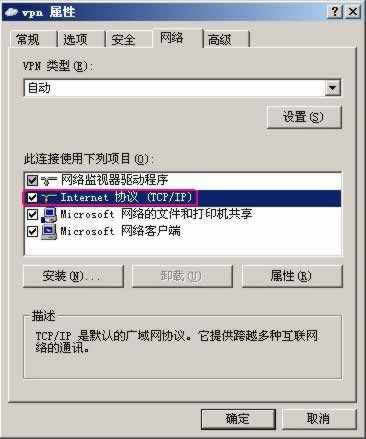 vpn 属性
常规 选项 安全 网络 高级
VPN 类型(E):
自动
设置(S)
此连接使用下列项目(O):
网络监视器驱动程序
Internet 协议 (TCP/IP)
Microsoft 网络的文件和打印机共享
Microsoft 网络客户端
安装(N)... 卸载(U) 属性(R)
描述
TCP/IP 是默认的广域网协议。它提供跨越多种互联网
络的通讯。
确定 取消